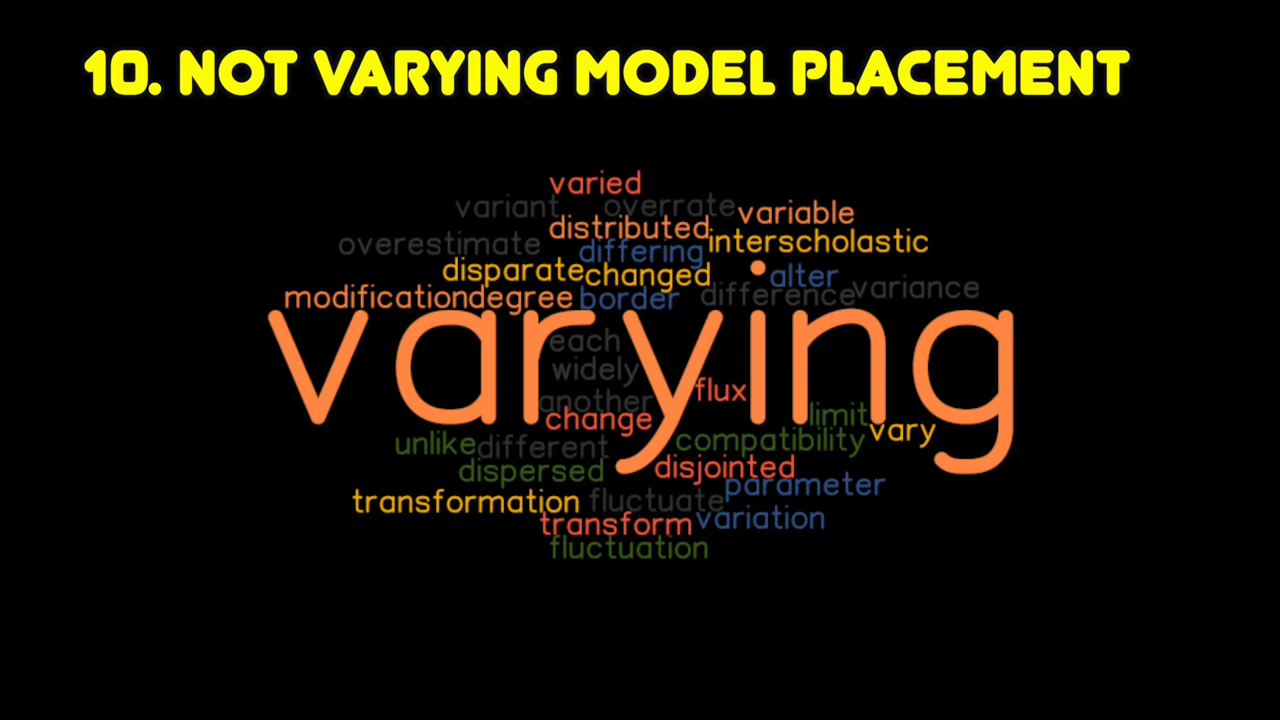 10. NOT VARYING MODEL PLACEMENT
varied
variant overrate variable
distributed
overestimate differing interscholastic
disparate changed alter
modification degree border difference variance
varying
each
widely
another flux
change limit vary
unlike different compatibility
dispersed disjointed
transformation fluctuate parameter
transform variation
fluctuation